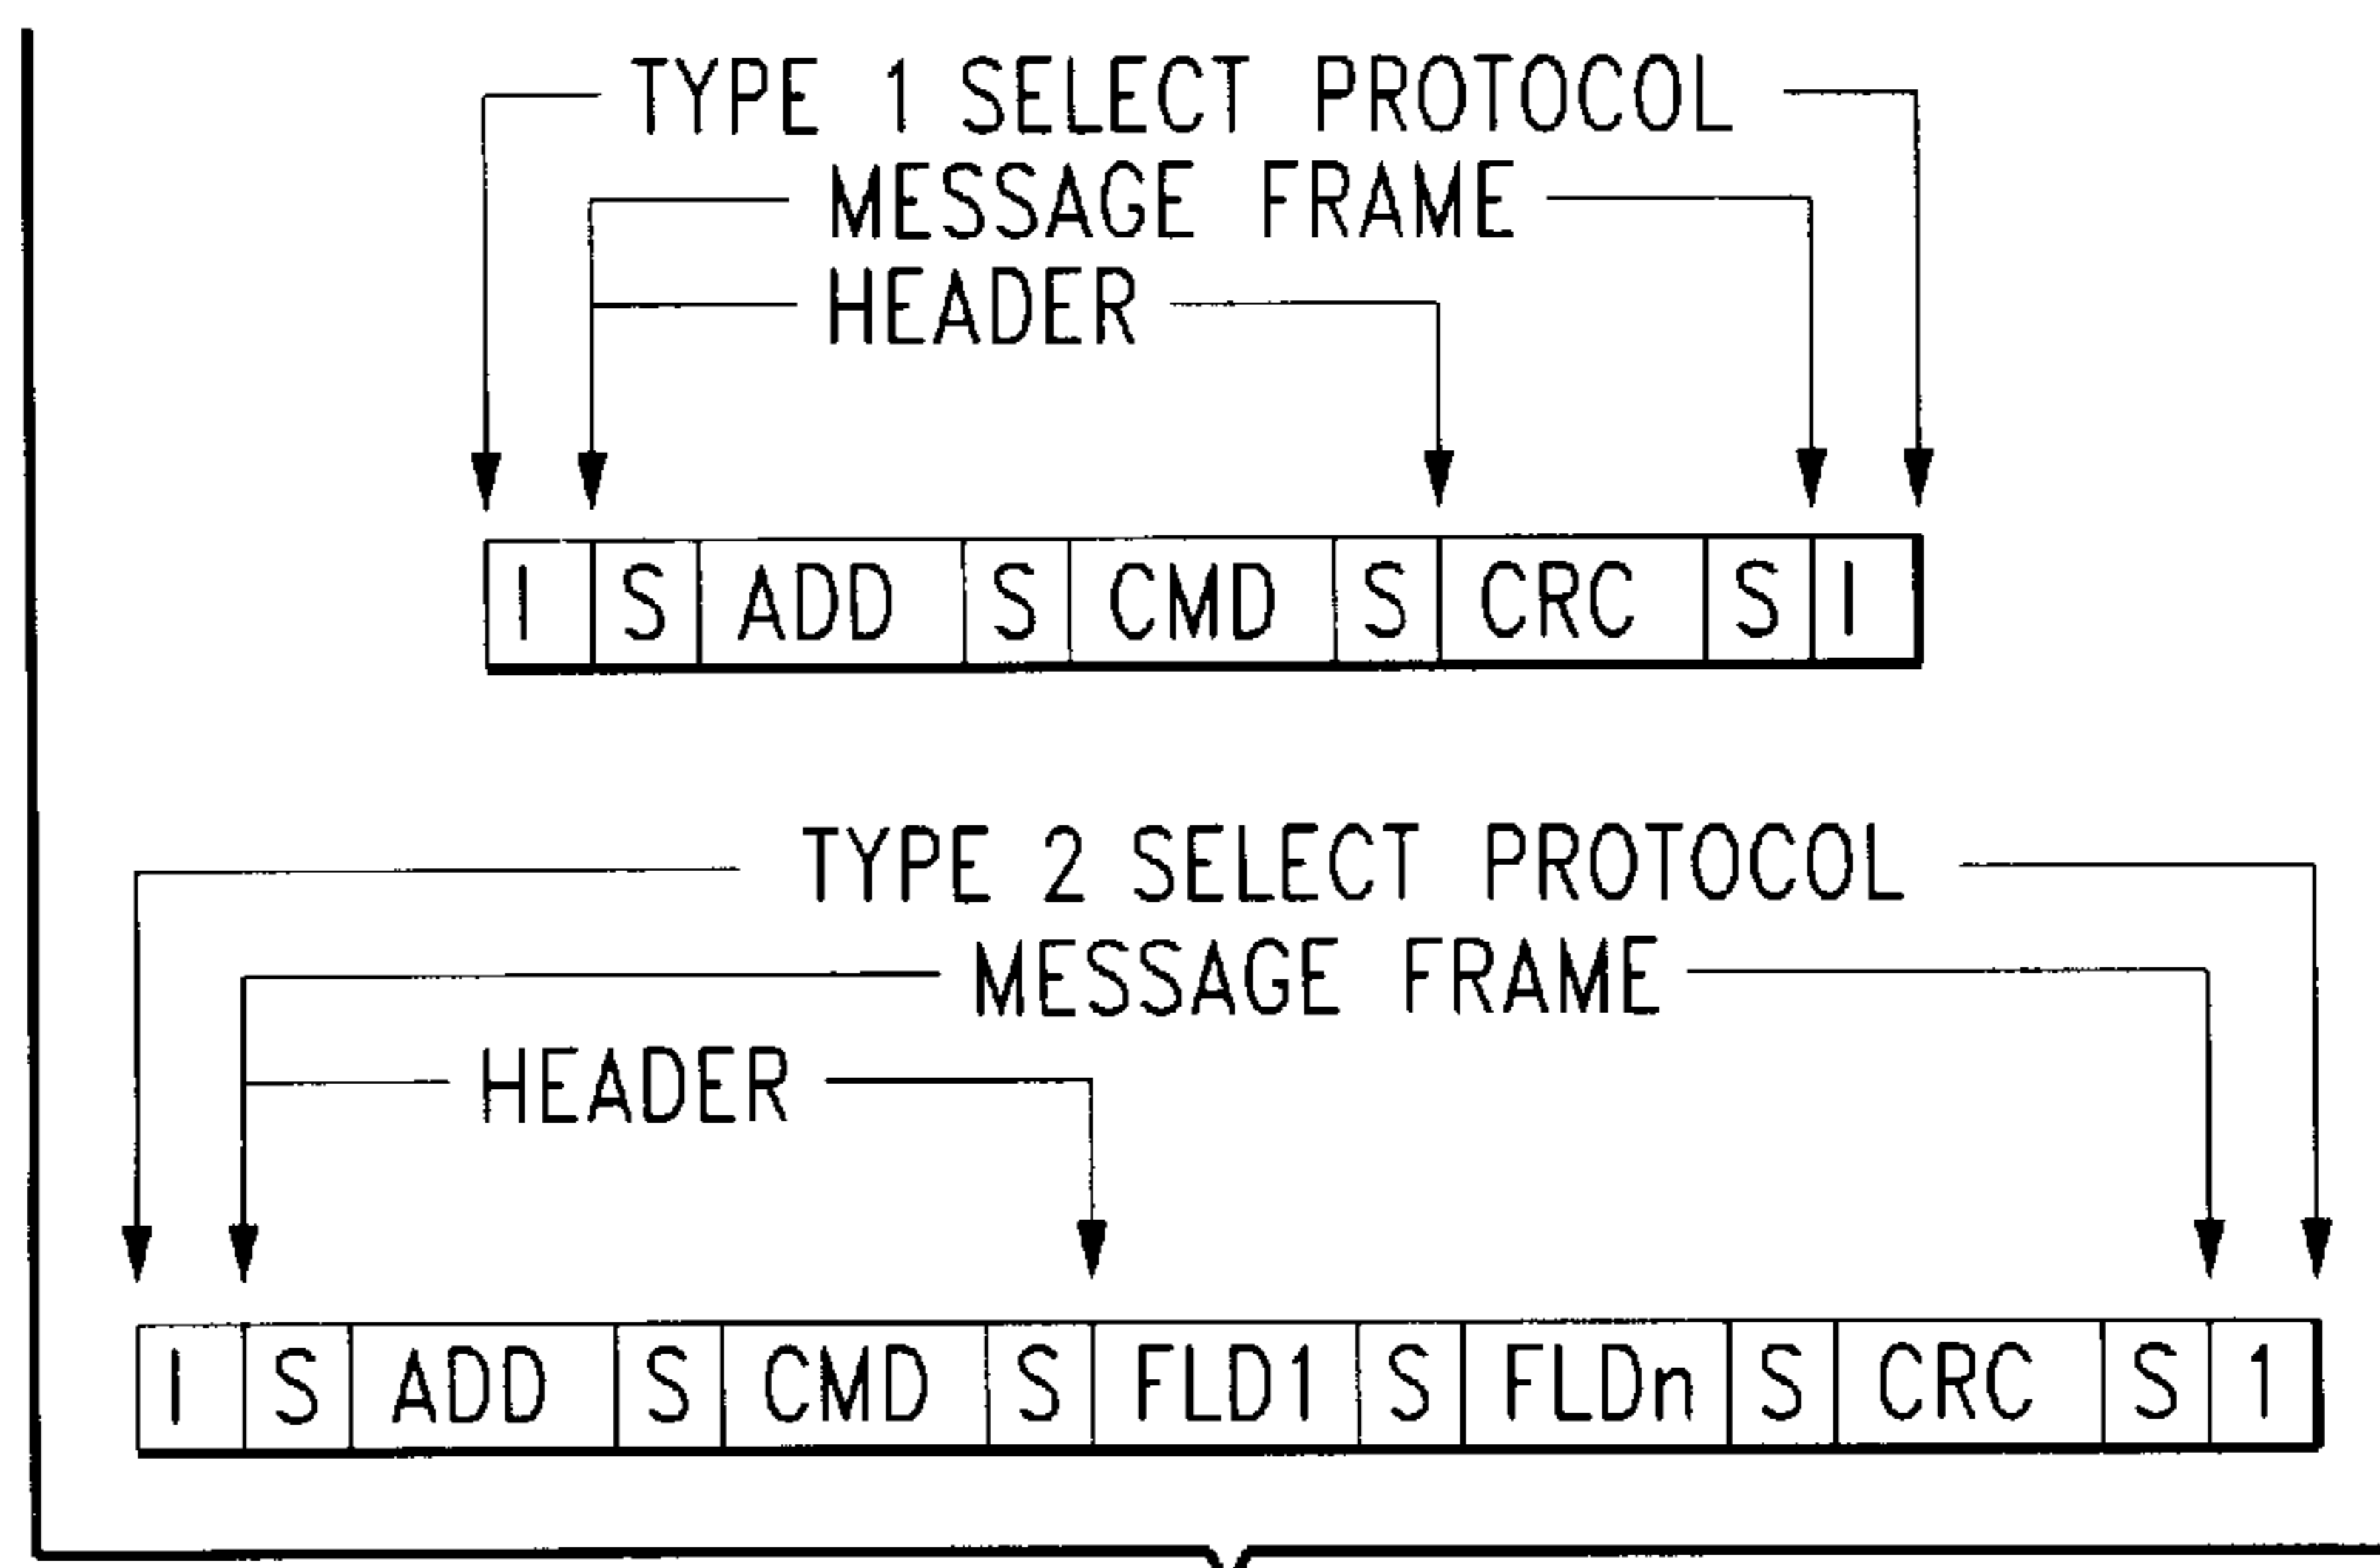 TYPE 1 SELECT PROTOCOL
MESSAGE FRAME
HEADER
I S ADD S CMD S CRC S I
TYPE 2 SELECT PROTOCOL
MESSAGE FRAME
HEADER
I S ADD S CMD S FLD1 S FLDn S CRC S 1